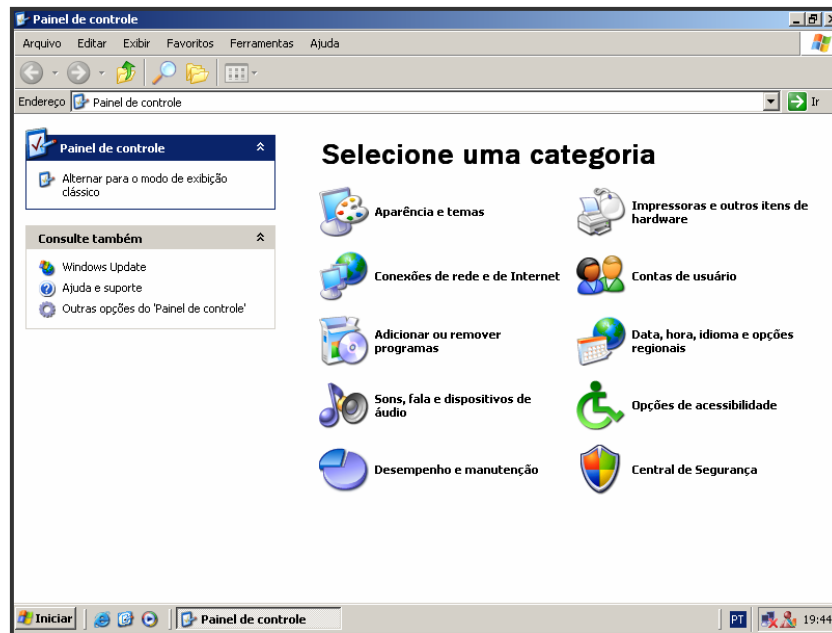 Painel de controle
Arquivo Editar Exibir Favoritos Ferramentas Ajuda
Endereço Painel de controle Ir
Painel de controle
Alternar para o modo de exibição
clássico
Consulte também
Windows Update
Ajuda e suporte
Outras opções do 'Painel de controle'
Selecione uma categoria
Aparência e temas
Impressoras e outros itens de
hardware
Conexões de rede e de Internet
Contas de usuário
Adicionar ou remover
programas
Data, hora, idioma e opções
regionais
Sons, fala e dispositivos de
áudio
Opções de acessibilidade
Desempenho e manutenção
Central de Segurança
Iniciar Painel de controle PT 19:44